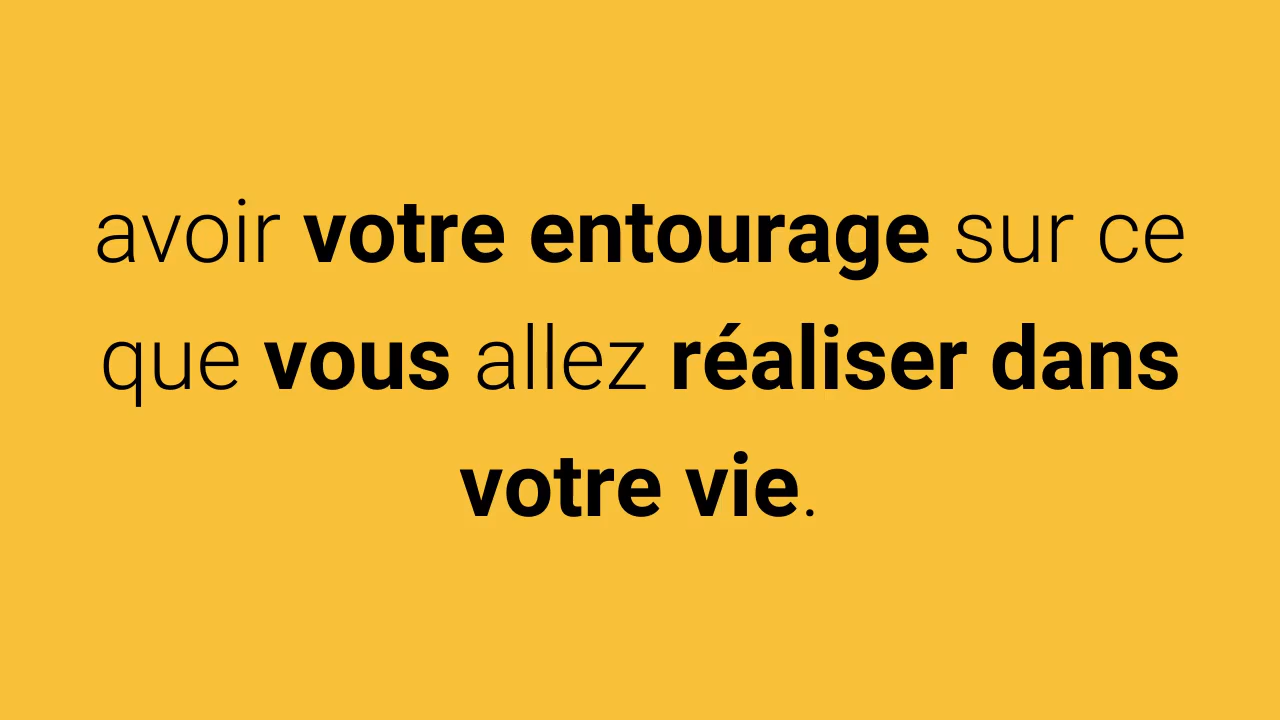 avoir votre entourage sur ce
que vous allez réaliser dans
votre vie.